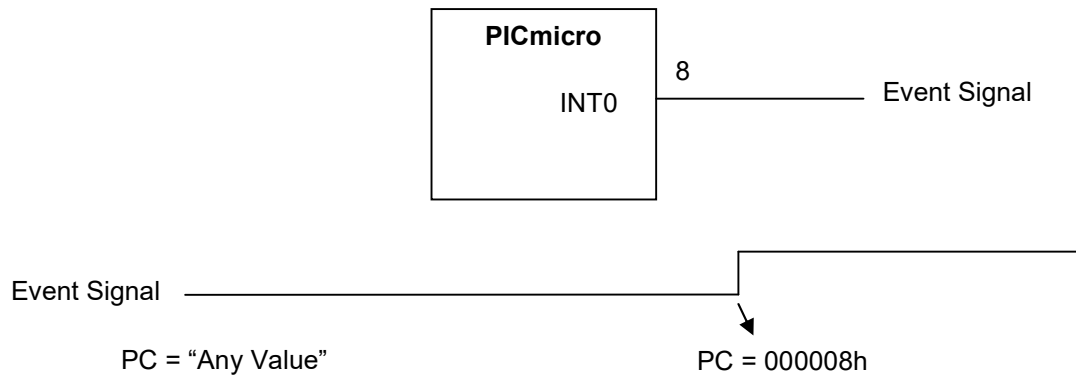 PICmicro
8
INT0
Event Signal
Event Signal
PC = “Any Value”
PC = 000008h